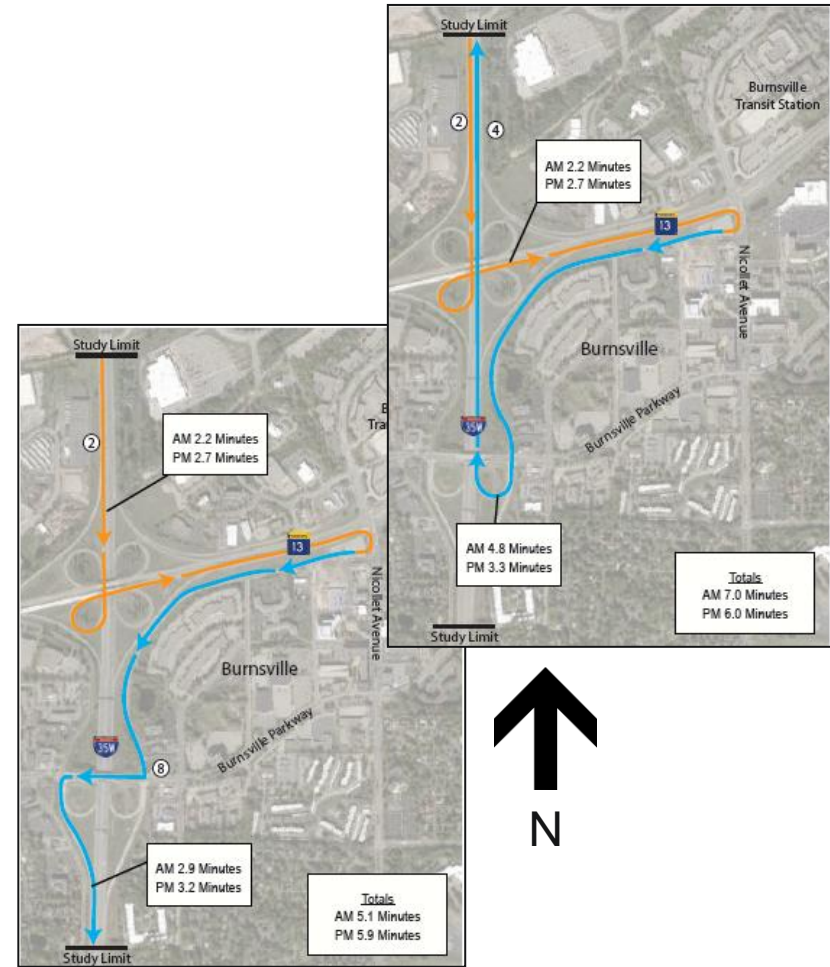 Study Limit
Burnsville
Transit Station
2
4
AM 2.2 Minutes
PM 2.7 Minutes
13
Nicollet Avenue
Burnsville
Burnsville Parkway
35W
AM 4.8 Minutes
PM 3.3 Minutes
Totals
AM 7.0 Minutes
PM 6.0 Minutes
Study Limit
Study Limit
B
Tra
2
AM 2.2 Minutes
PM 2.7 Minutes
13
Nicollet Avenue
Burnsville
Burnsville Parkway
35W
8
AM 2.9 Minutes
PM 3.2 Minutes
Totals
AM 5.1 Minutes
PM 5.9 Minutes
Study Limit
N